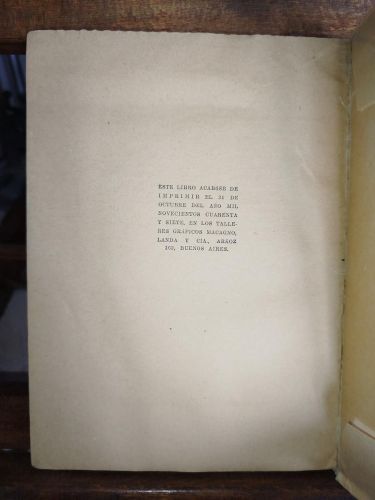 ESTE LIBRO ACABOSE DE
IMPRIMIR EL 31 DE
OCTUBRE DEL AÑO MIL
NOVECIENTOS CUARENTA
Y SIETE, EN LOS TALLE-
RES GRÁFICOS MACAGNO,
LANDA Y CIA., ARÁOZ
162, BUENOS AIRES.